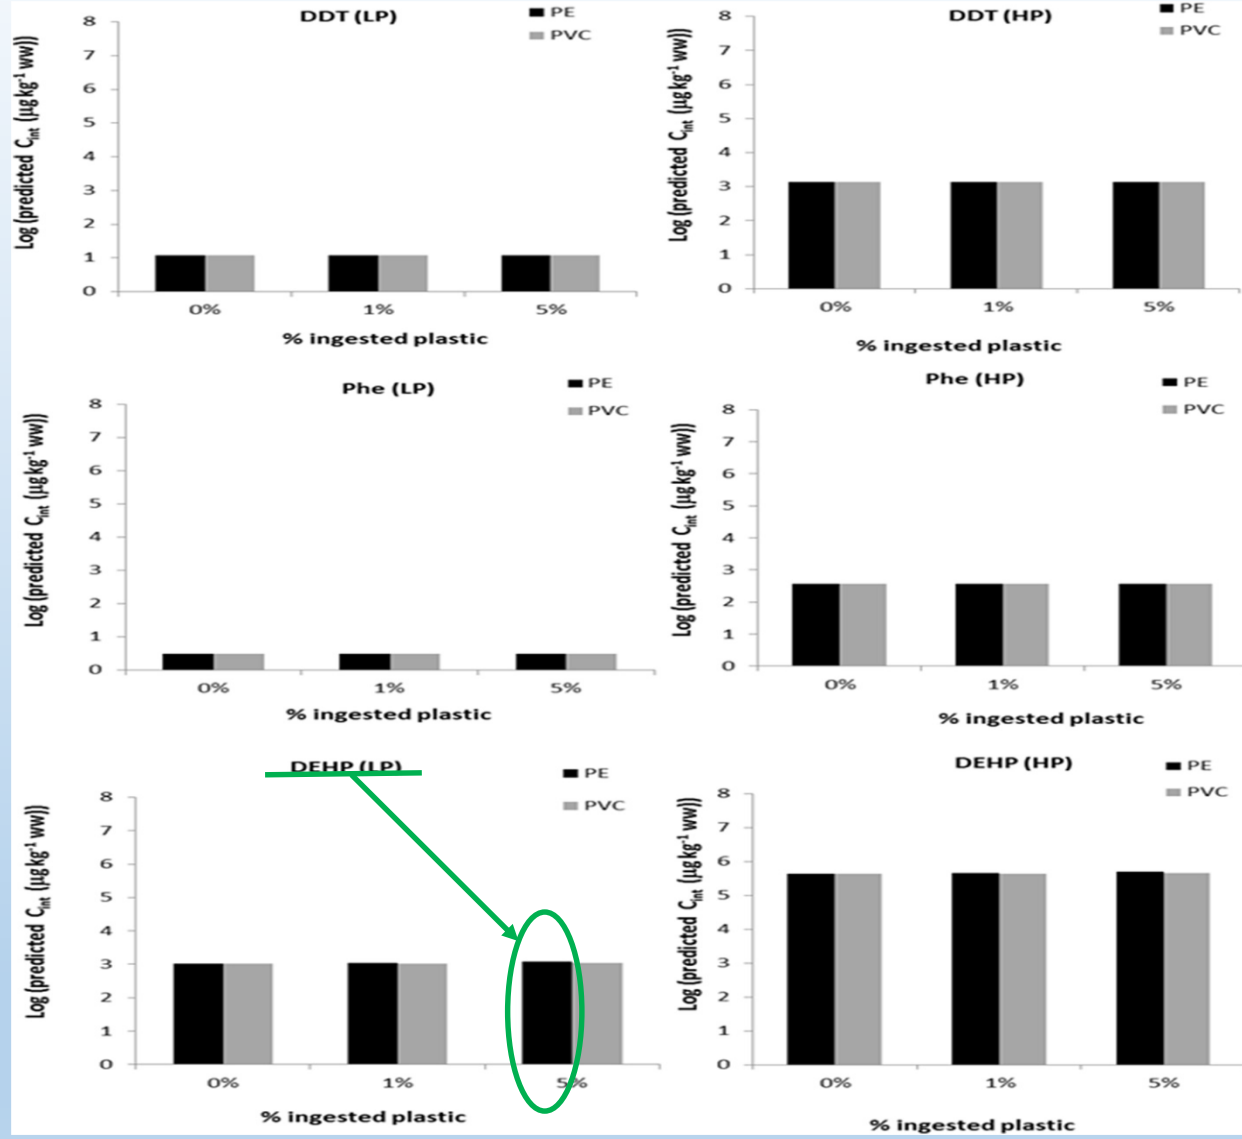 DDT (LP)
PE
PVC
Log (predicted Cint (µg kg-1 ww))
8
7
6
5
4
3
2
1
0
0% 1% 5%
% ingested plastic
DDT (HP)
PE
PVC
Log (predicted Cint (µg kg-1 ww))
8
7
6
5
4
3
2
1
0
0% 1% 5%
% ingested plastic
Phe (LP)
PE
PVC
Log (predicted Cint (µg kg-1 ww))
8
7
6
5
4
3
2
1
0
0% 1% 5%
% ingested plastic
Phe (HP)
PE
PVC
Log (predicted Cint (µg kg-1 ww))
8
7
6
5
4
3
2
1
0
0% 1% 5%
% ingested plastic
DEHP (LP)
PE
PVC
Log (predicted Cint (µg kg-1 ww))
8
7
6
5
4
3
2
1
0
0% 1% 5%
% ingested plastic
DEHP (HP)
PE
PVC
Log (predicted Cint (µg kg-1 ww))
8
7
6
5
4
3
2
1
0
0% 1% 5%
% ingested plastic